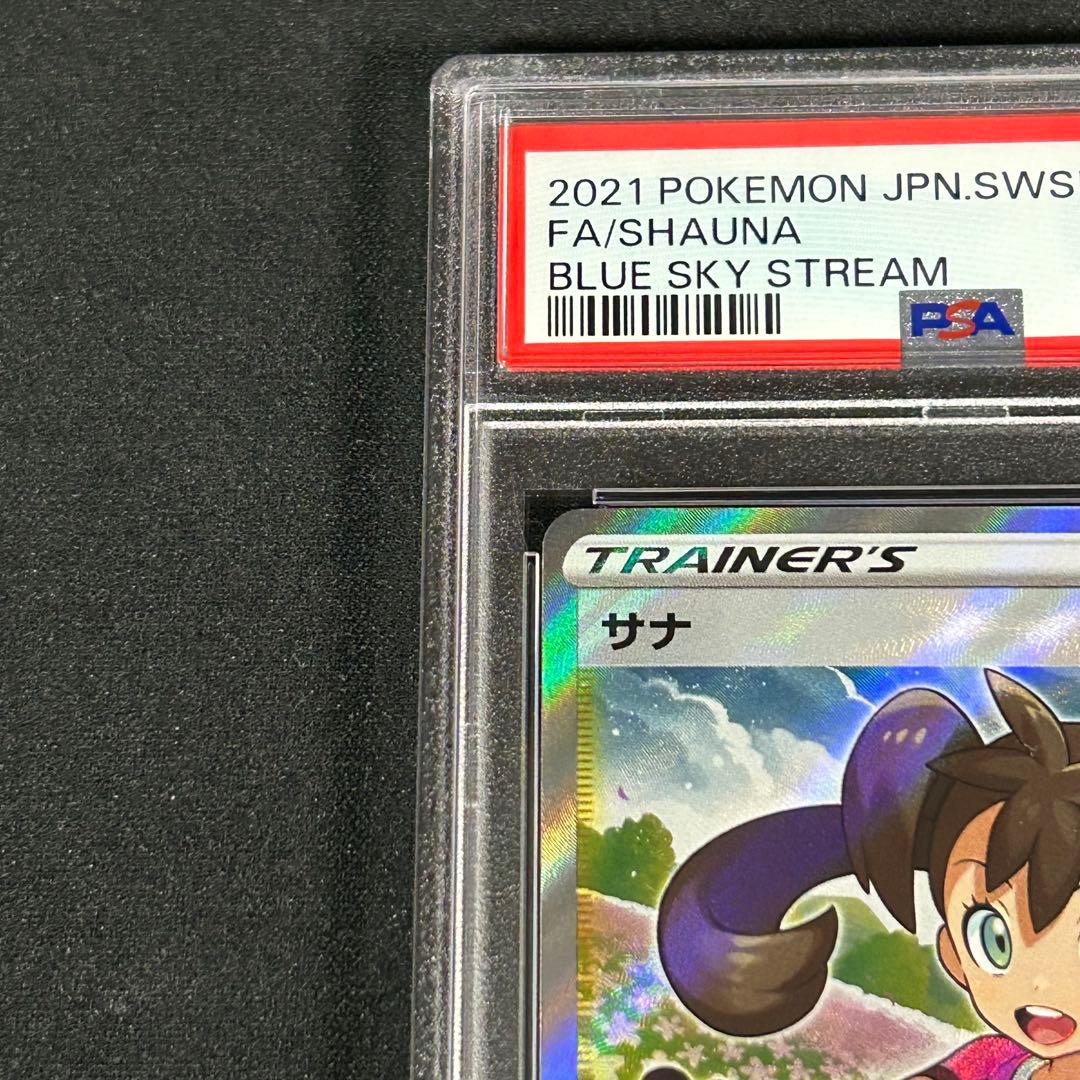 2021 POKEMON JPN.SWS
FA/SHAUNA
BLUE SKY STREAM
PSA
TRAINER'S
サナ